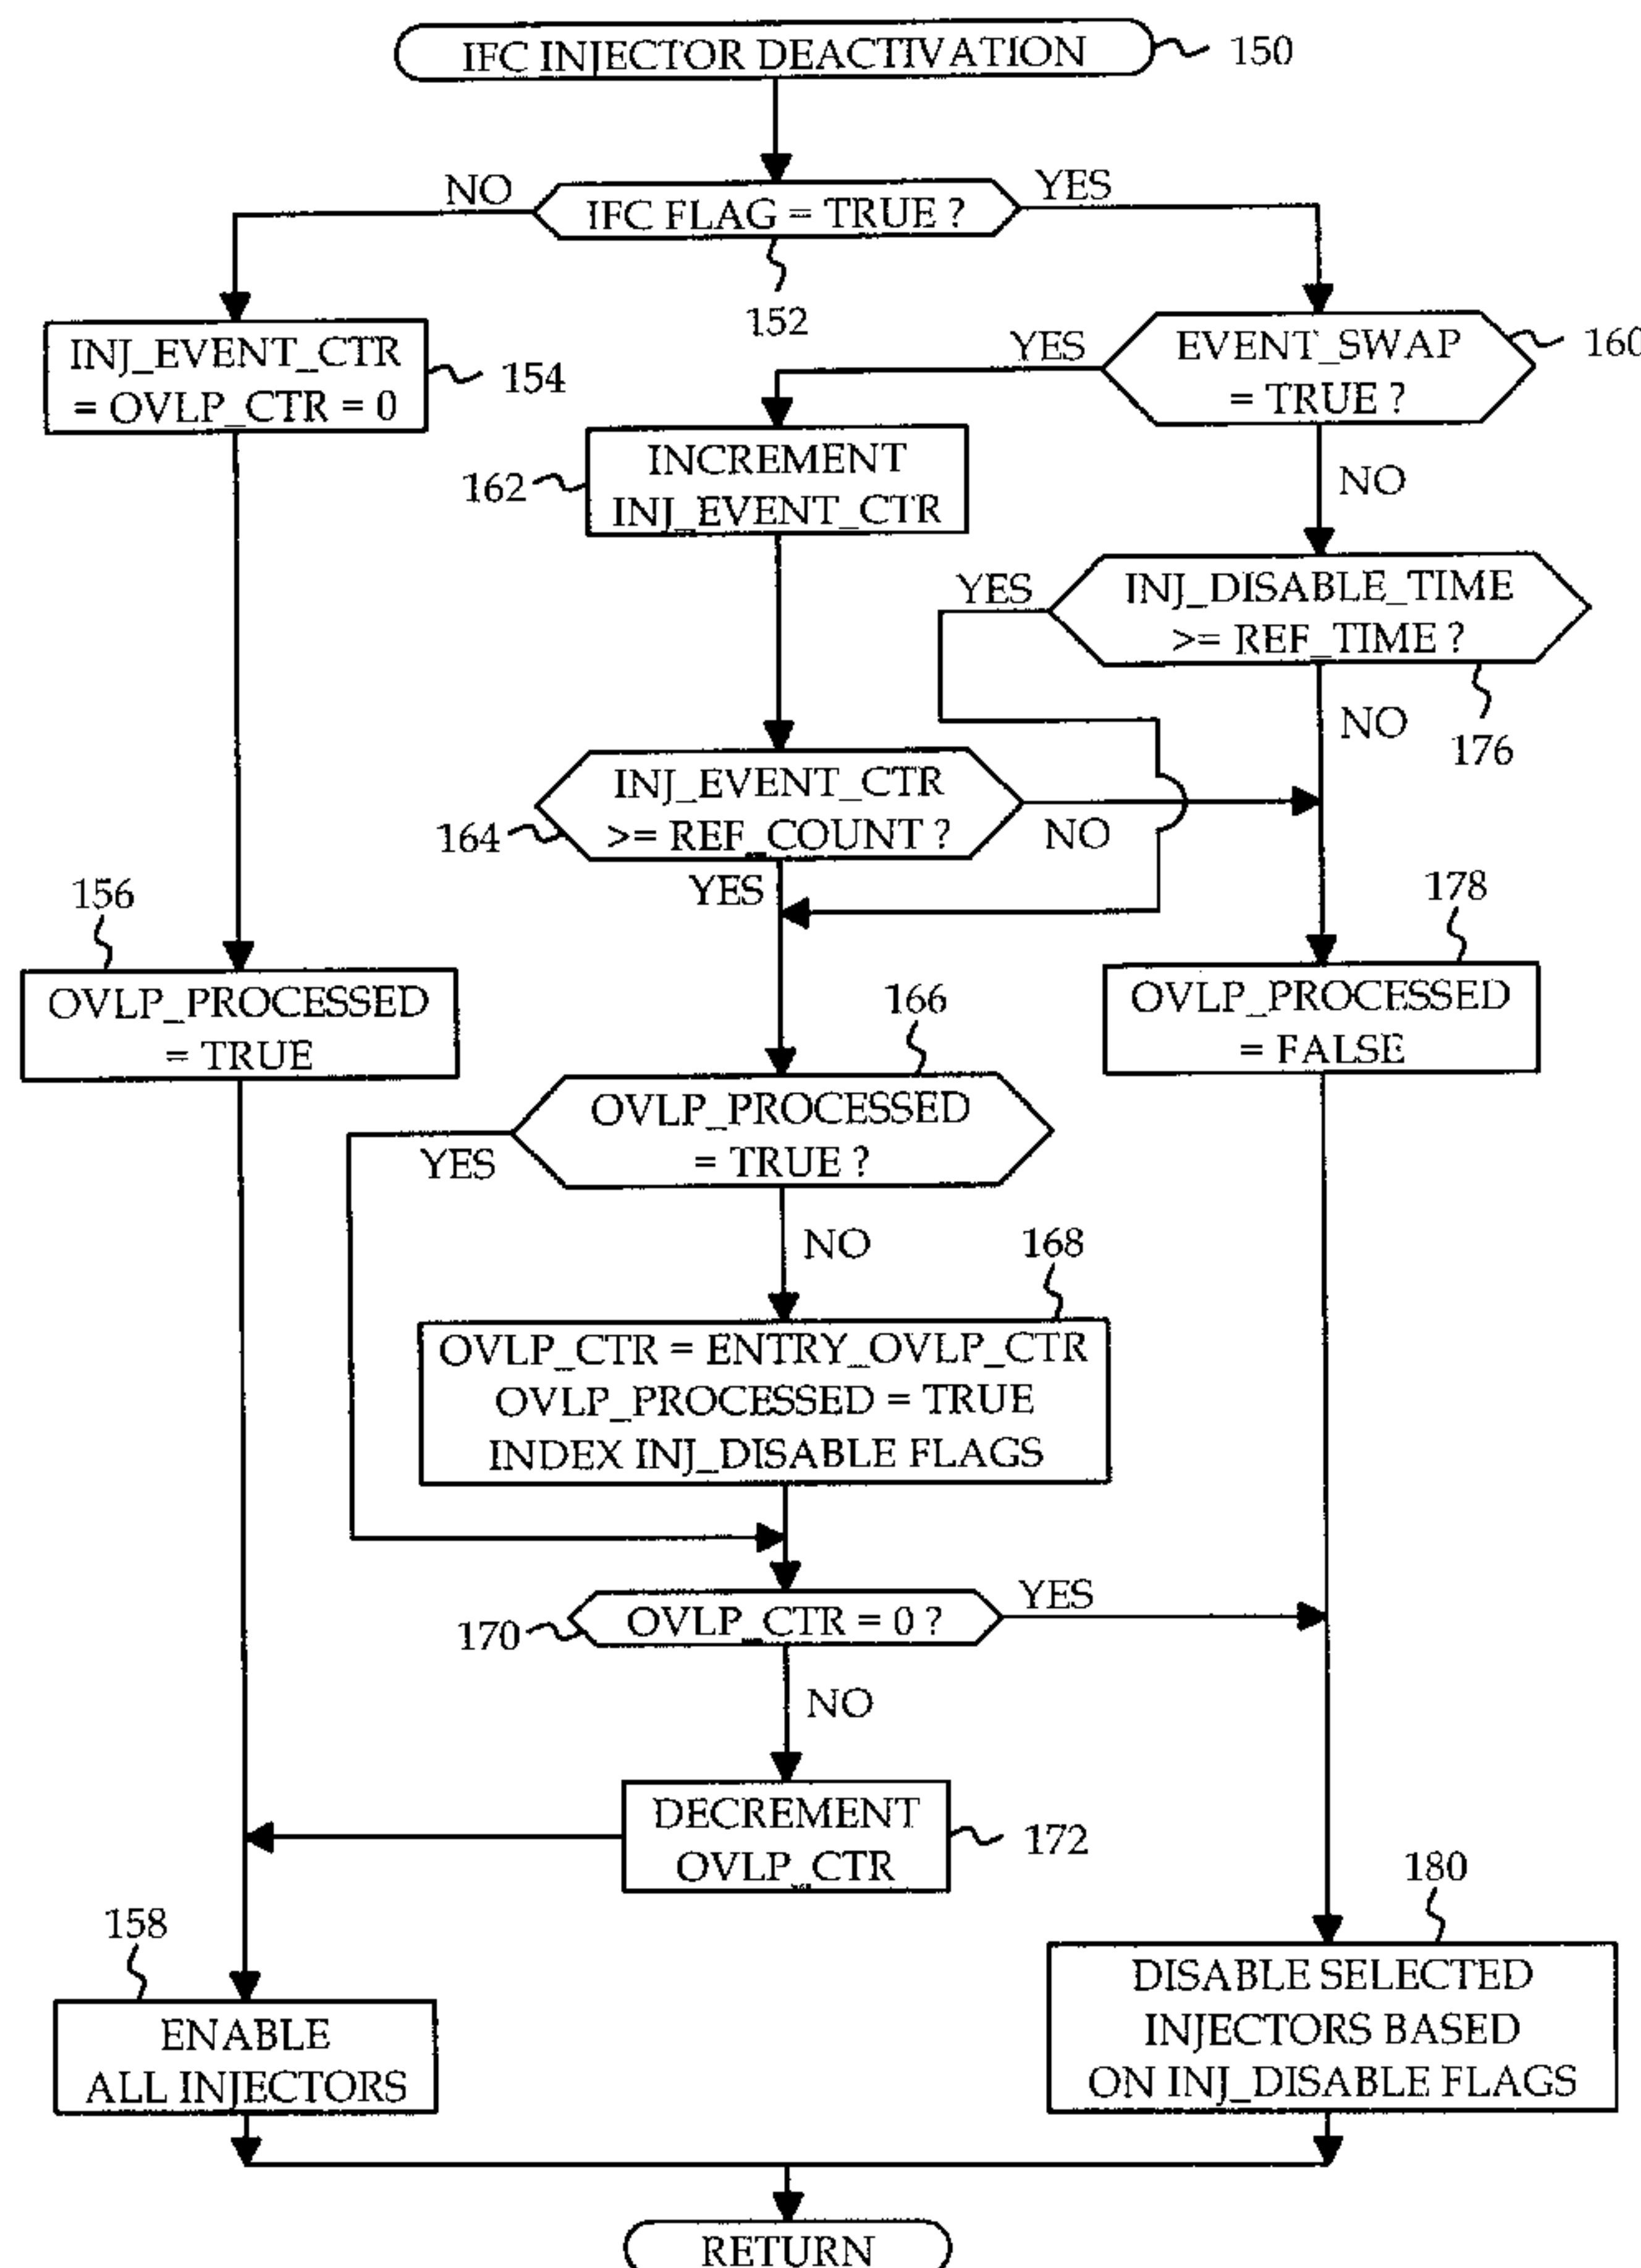 IFC INJECTOR DEACTIVATION
150
NO
IFC FLAG = TRUE ?
YES
152
INJ_EVENT_CTR
= OVLP_CTR = 0
154
YES
EVENT_SWAP
= TRUE ?
160
162
INCREMENT
INJ_EVENT_CTR
NO
YES
INJ_DISABLE_TIME
>= REF_TIME ?
176
NO
INJ_EVENT_CTR
>= REF_COUNT ?
164
NO
YES
156
OVLP_PROCESSED
= TRUE
178
OVLP_PROCESSED
= FALSE
166
OVLP_PROCESSED
= TRUE ?
YES
NO
168
OVLP_CTR = ENTRY_OVLP_CTR
OVLP_PROCESSED = TRUE
INDEX INJ_DISABLE FLAGS
170
OVLP_CTR = 0 ?
YES
NO
DECREMENT
OVLP_CTR
172
158
ENABLE
ALL INJECTORS
180
DISABLE SELECTED
INJECTORS BASED
ON INJ_DISABLE FLAGS
RETURN